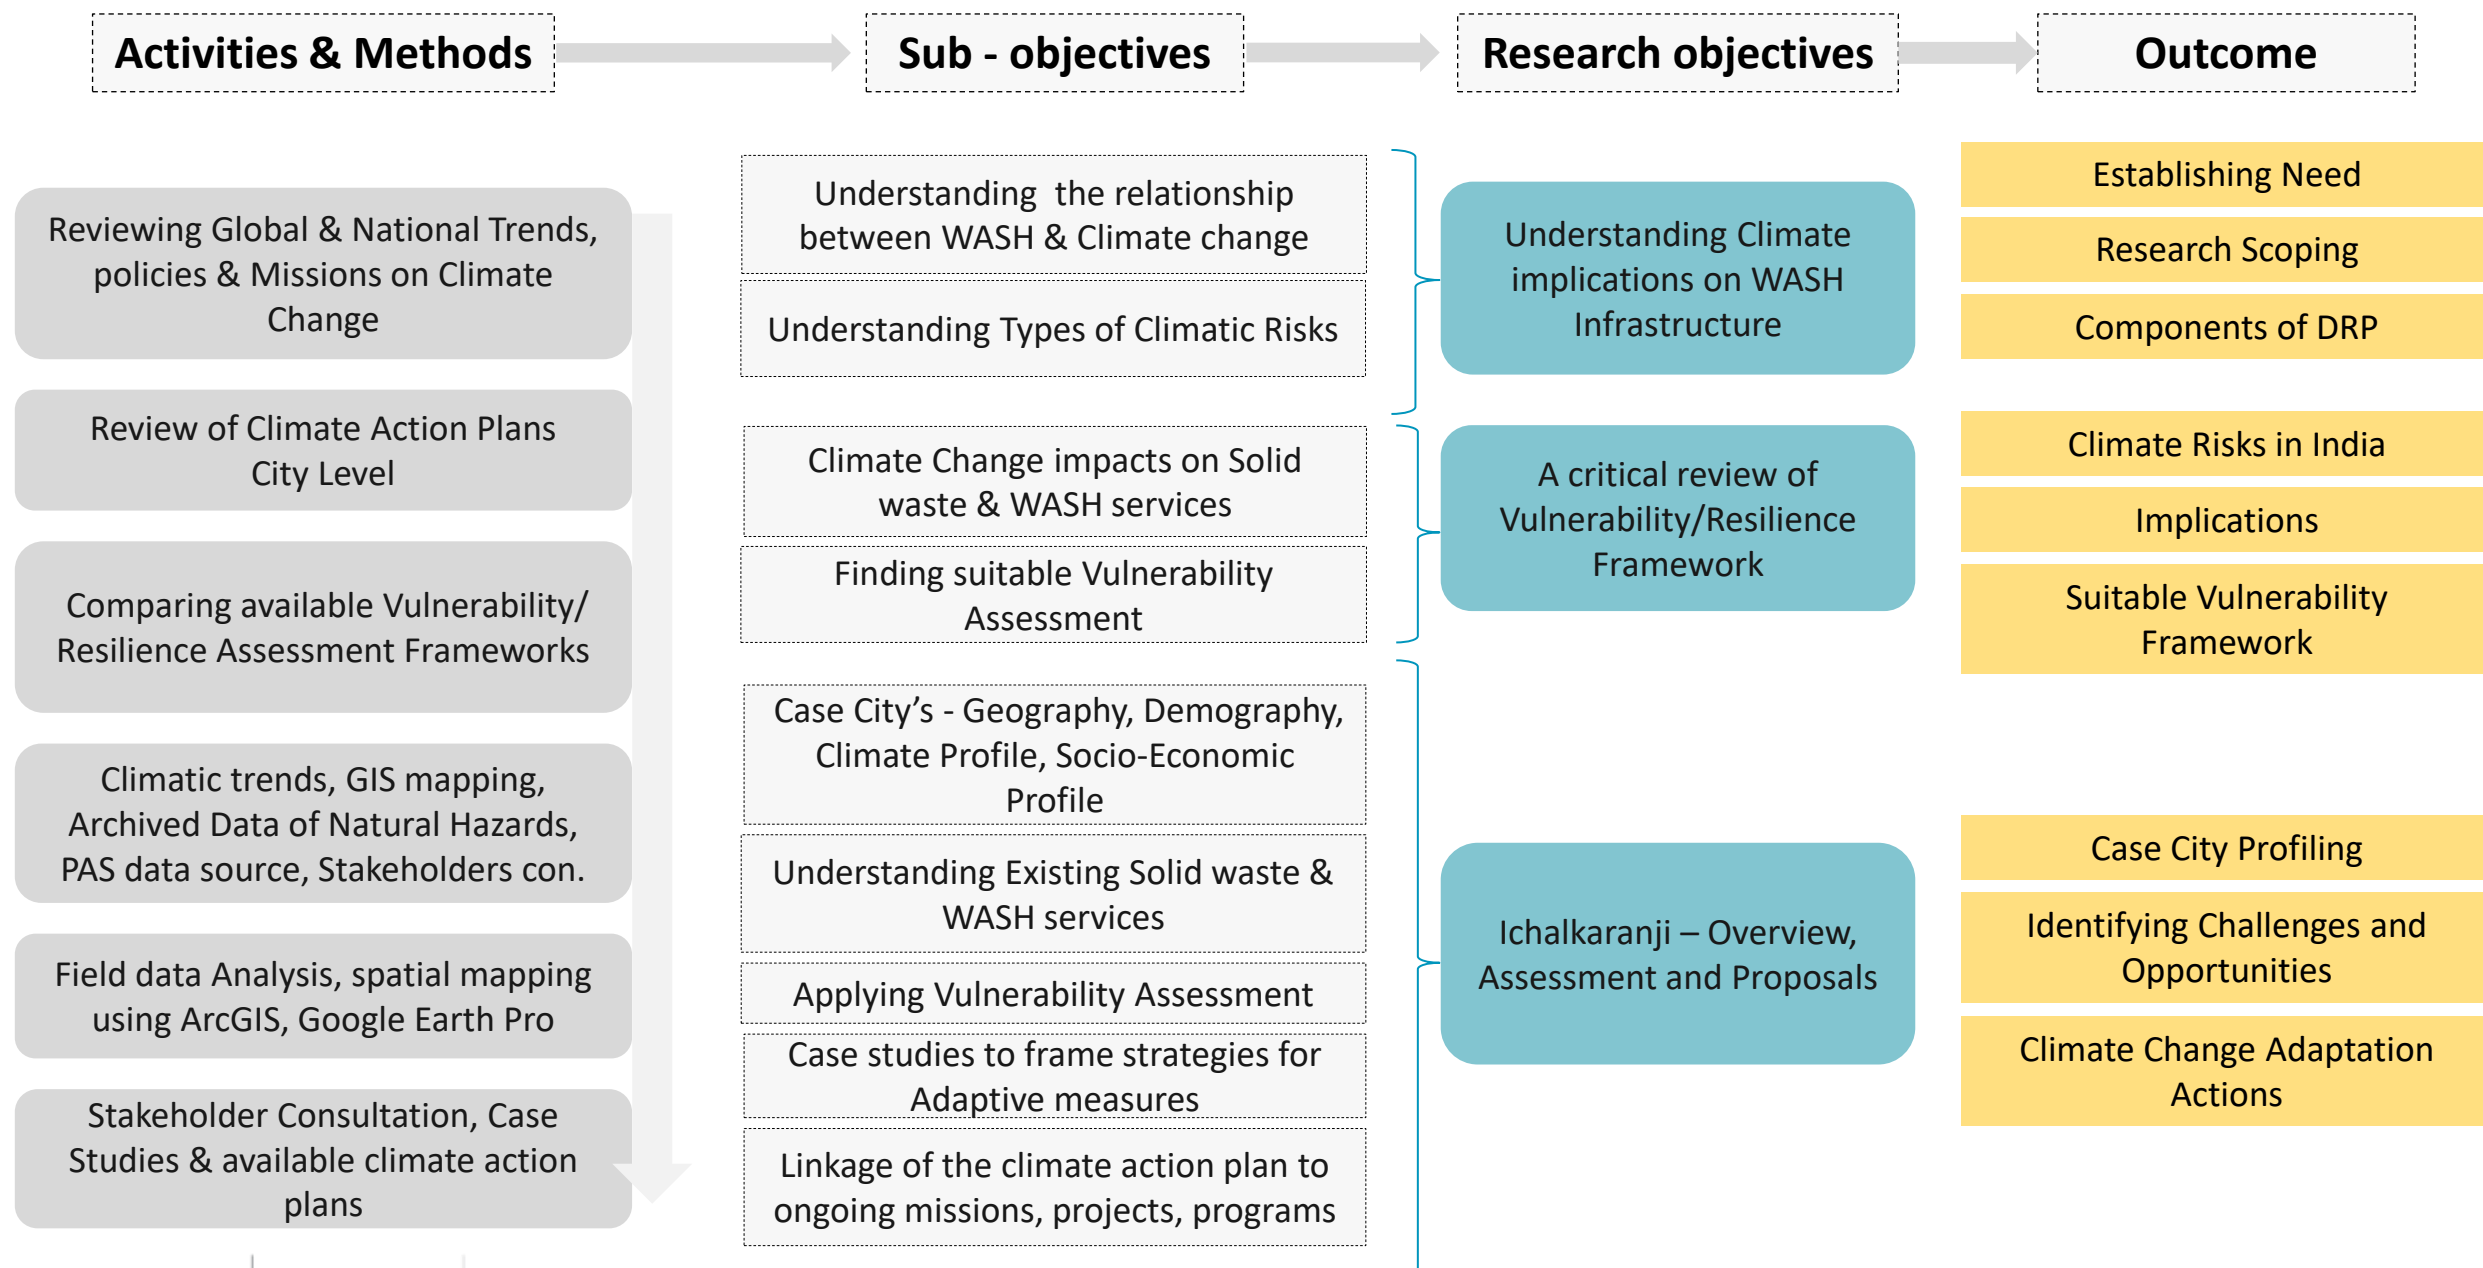 Activities & Methods
Sub - objectives
Research objectives
Outcome
Reviewing Global & National Trends,
policies & Missions on Climate
Change
Review of Climate Action Plans
City Level
Comparing available Vulnerability/
Resilience Assessment Frameworks
Climatic trends, GIS mapping,
Archived Data of Natural Hazards,
PAS data source, Stakeholders con.
Field data Analysis, spatial mapping
using ArcGIS, Google Earth Pro
Stakeholder Consultation, Case
Studies & available climate action
plans
Understanding the relationship
between WASH & Climate change
Understanding Types of Climatic Risks
Climate Change impacts on Solid
waste & WASH services
Finding suitable Vulnerability
Assessment
Case City’s - Geography, Demography,
Climate Profile, Socio-Economic
Profile
Understanding Existing Solid waste &
WASH services
Applying Vulnerability Assessment
Case studies to frame strategies for
Adaptive measures
Linkage of the climate action plan to
ongoing missions, projects, programs
Understanding Climate
implications on WASH
Infrastructure
A critical review of
Vulnerability/Resilience
Framework
Ichalkaranji – Overview,
Assessment and Proposals
Establishing Need
Research Scoping
Components of DRP
Climate Risks in India
Implications
Suitable Vulnerability
Framework
Case City Profiling
Identifying Challenges and
Opportunities
Climate Change Adaptation
Actions